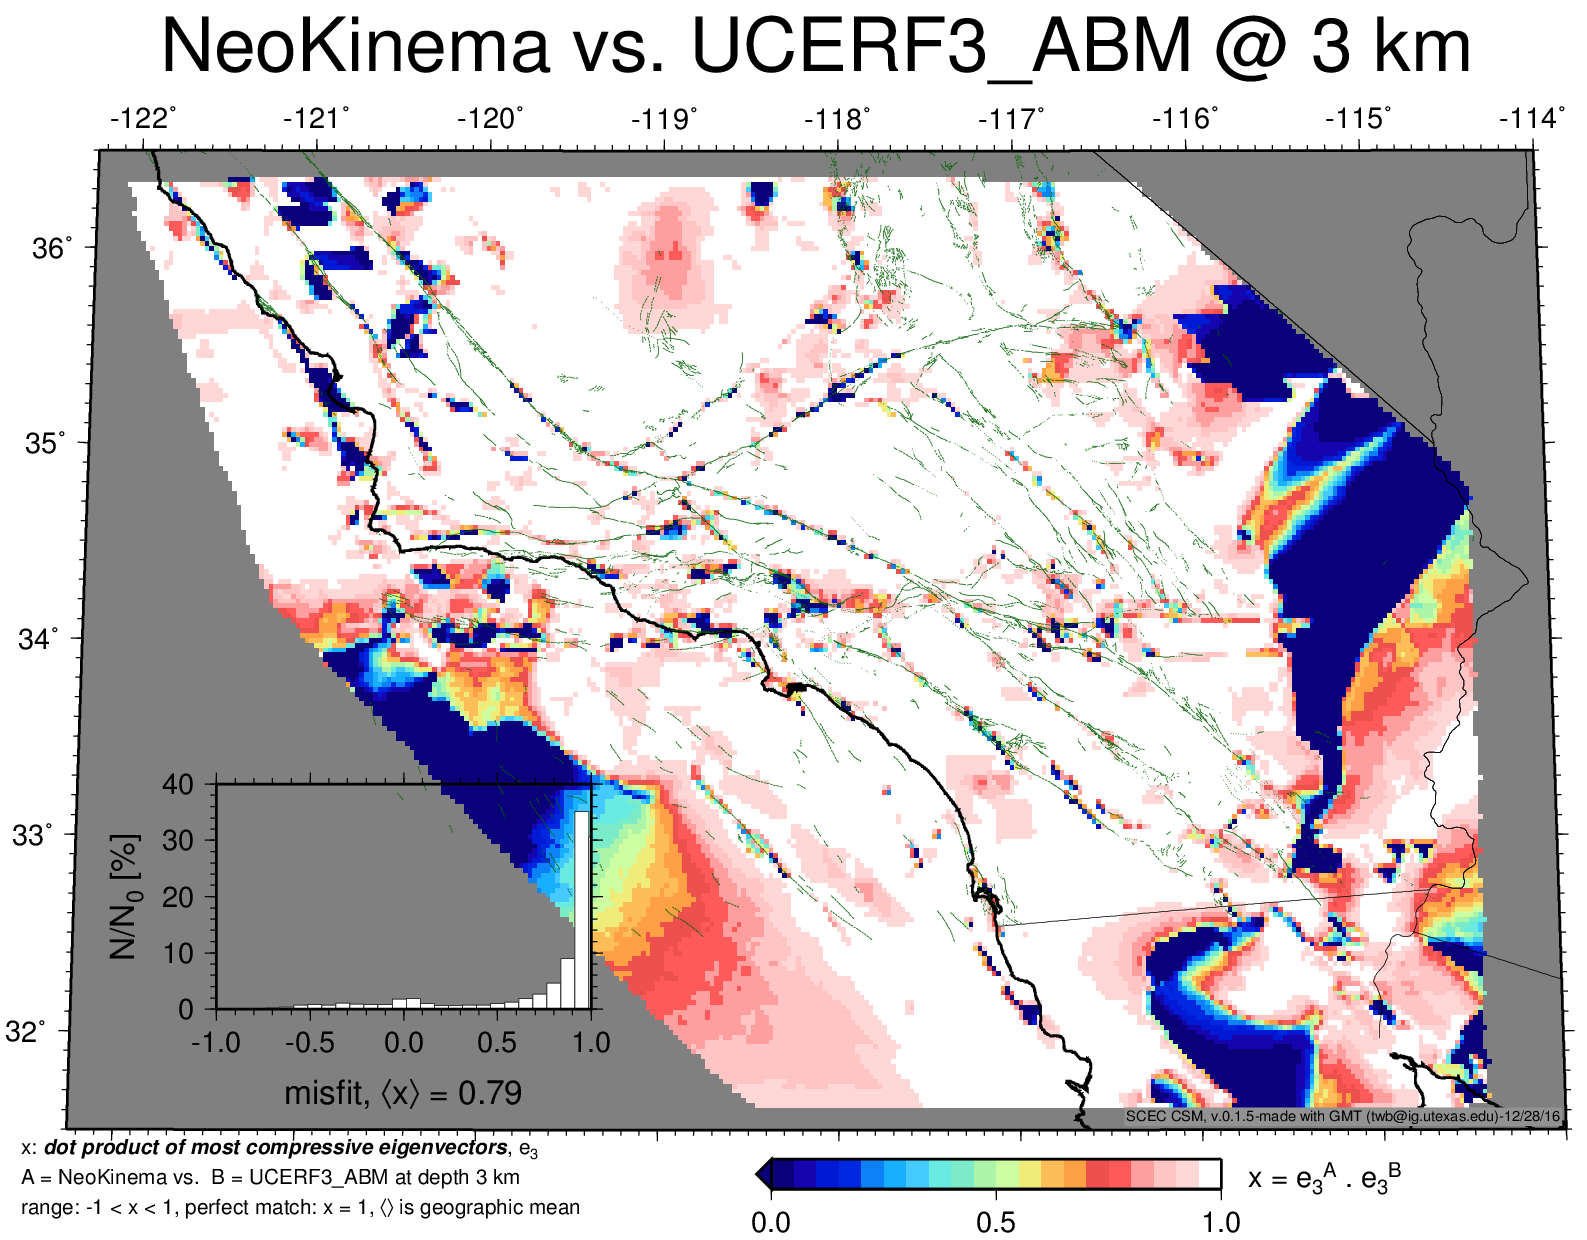 NeoKinema vs. UCERF3_ABM @ 3 km
-122° -121° -120° -119° -118° -117° -116° -115° -114°
36°
35°
34°
33°
32°
40
30
20
10
0
N/N0 [%]
-1.0 -0.5 0.0 0.5 1.0
misfit, ⟨x⟩ = 0.79
SCEC CSM, v.0.1.5-made with GMT (twb@ig.utexas.edu)-12/28/16
x: dot product of most compressive eigenvectors, e3
A = NeoKinema vs. B = UCERF3_ABM at depth 3 km
range: -1 < x < 1, perfect match: x = 1, ⟨⟩ is geographic mean
x = e3A . e3B
0.0 0.5 1.0